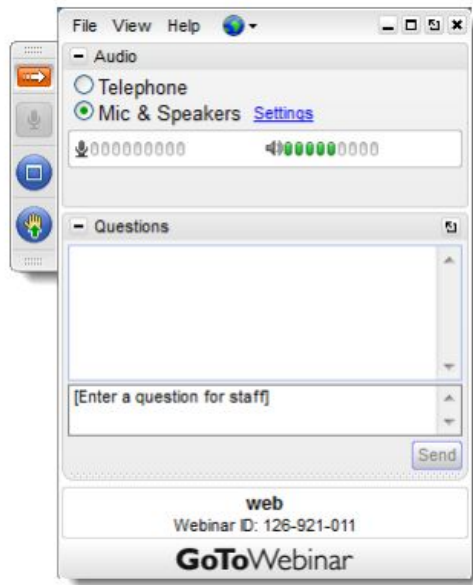 File View Help
Audio
Telephone
Mic & Speakers Settings
Questions
[Enter a question for staff]
Send
web
Webinar ID: 126-921-011
GoToWebinar